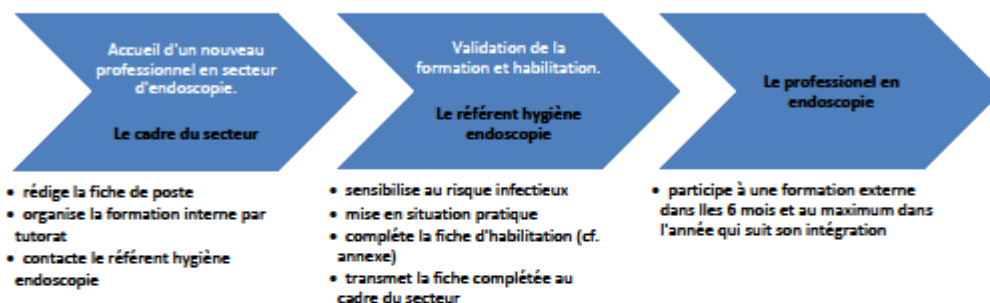 Accueil d'un nouveau
professionnel en secteur
d'endoscopie.
Le cadre du secteur
• rédige la fiche de poste
• organise la formation interne par
tutorat
• contacte le référent hygiène
endoscopie
Validation de la
formation et habilitation.
Le référent hygiène
endoscopie
• sensibilise au risque infectieux
• mise en situation pratique
• compléte la fiche d'habilitation (cf.
annexe)
• transmet la fiche complétée au
cadre du secteur
Le professionel en
endoscopie
• participe à une formation externe
dans lles 6 mois et au maximum dans
l'année qui suit son intégration